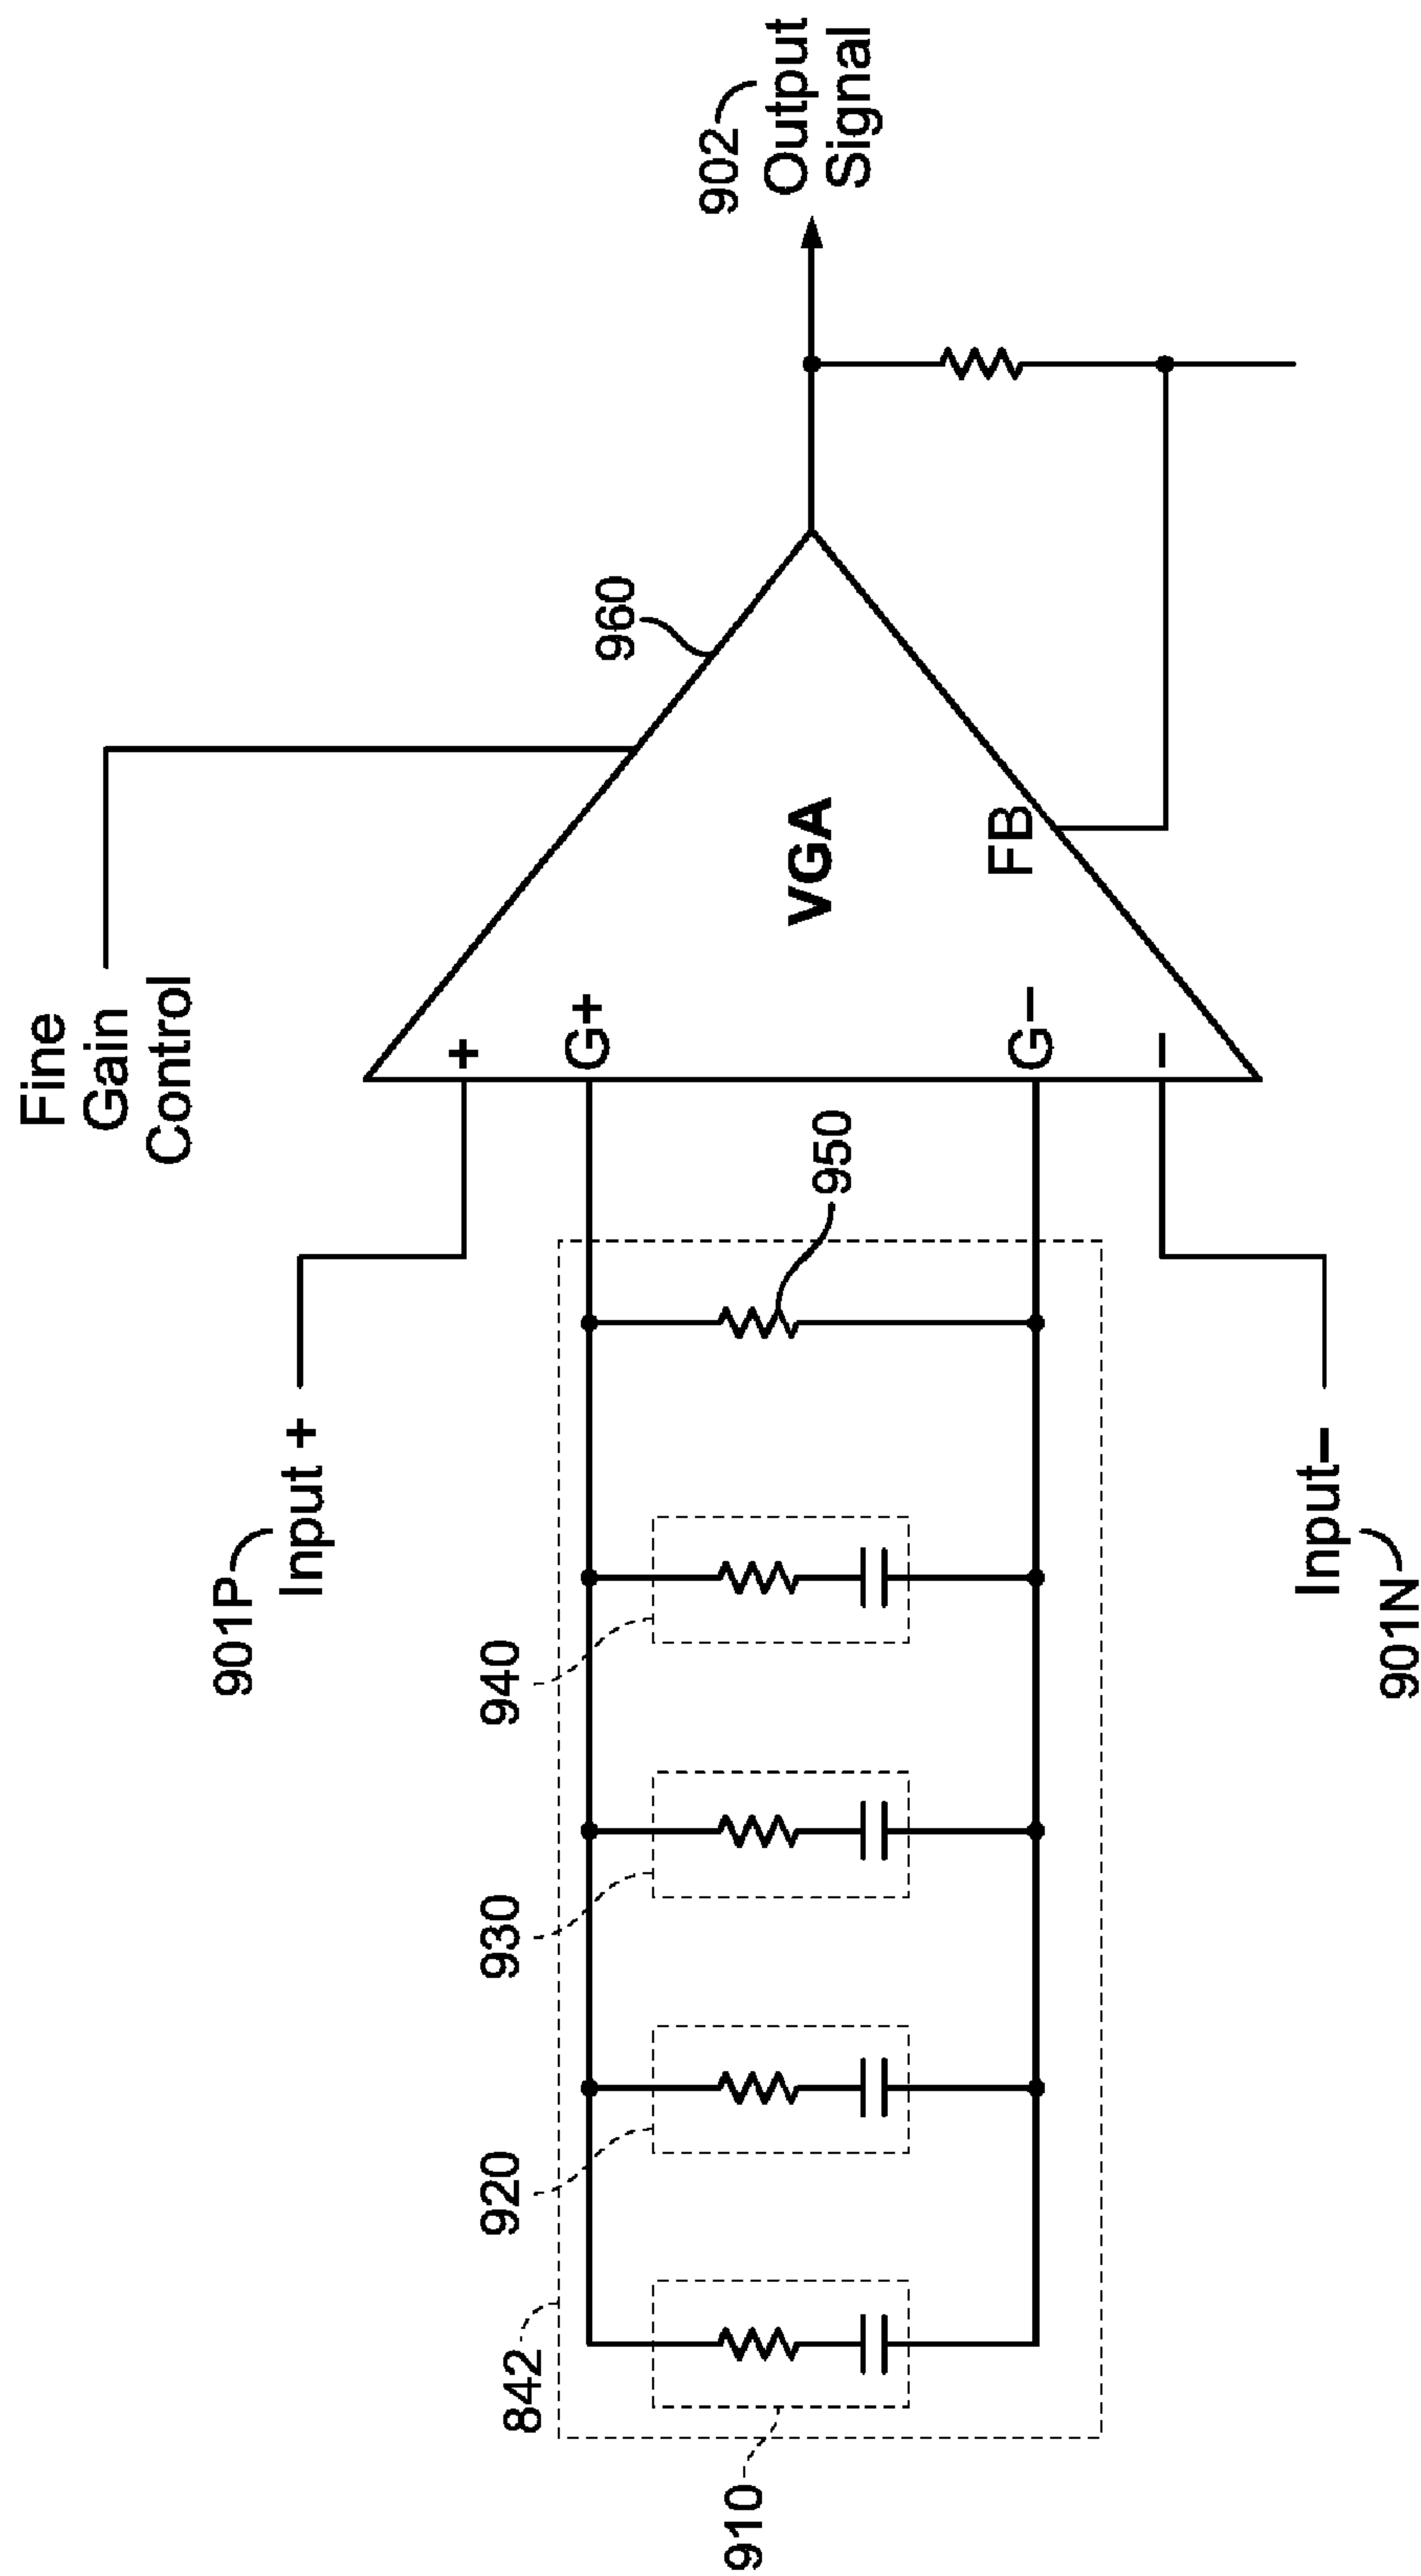 Fine
Gain
Control
901P
Input +
+
G+
G−
−
VGA
FB
960
902
Output
Signal
950
940
930
920
842
910
Input−
901N